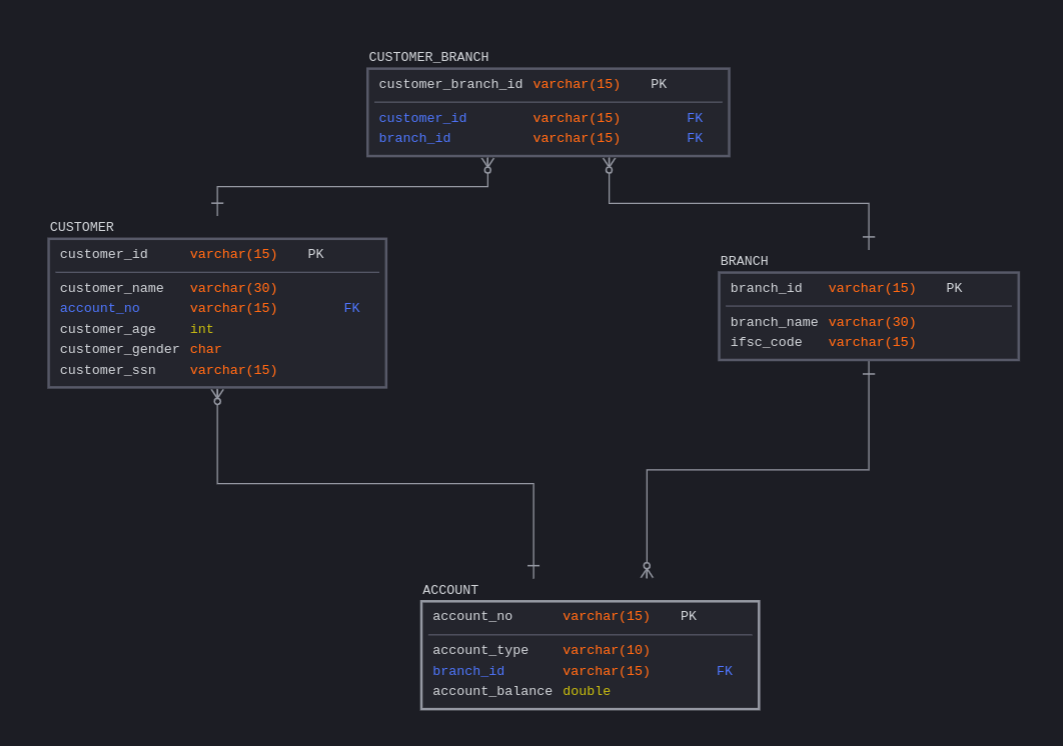 CUSTOMER_BRANCH
customer_branch_id varchar(15) PK
customer_id varchar(15) FK
branch_id varchar(15) FK
CUSTOMER
customer_id varchar(15) PK
customer_name varchar(30)
account_no varchar(15) FK
customer_age int
customer_gender char
customer_ssn varchar(15)
BRANCH
branch_id varchar(15) PK
branch_name varchar(30)
ifsc_code varchar(15)
ACCOUNT
account_no varchar(15) PK
account_type varchar(10)
branch_id varchar(15) FK
account_balance double